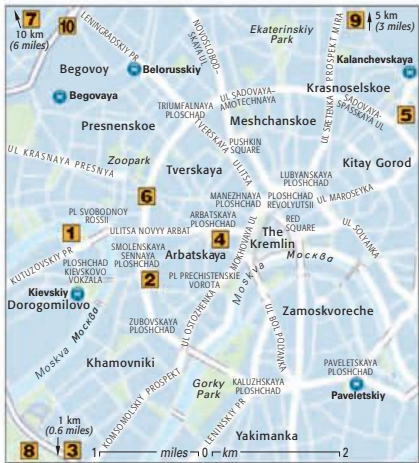 7
10 km
(6 miles)
10
LENINGRADSKIY PR
NOVOSLOBOD-
SKAYA UL
Ekaterinskiy
Park
PROSPEKT MIRA
9
5 km
(3 miles)
Begovoy
Belorusskiy
Kalanchevskaya
Begovaya
UL SADOVAYA-
AMOTECHNAYA
Krasnoselskoe
TRIUMFALNAYA
PLOSCHAD
UL SRETENKA
SADOVAYA-
SPASSKAYA UL
5
Presnenskoe
Meshchanskoe
TVERSKAYA ULITSA
PUSHKIN
SQUARE
UL KRASNAYA PRESNYA
Zoopark
Tverskaya
Kitay Gorod
LUBYANSKAYA
PLOSHCHAD
6
MANEZHNAYA
PLOSHCHAD
PLOSHCHAD
REVOLYUTSII
UL MAROSEYKA
PL SVOBODNOY
ROSSII
ARBATSKAYA
PLOSHCHAD
RED
SQUARE
1
ULITSA NOVYY ARBAT
4
MOKHOVAYA UL
The
Kremlin
UL SOLYANKA
KUTUZOVSKIY PR
SMOLENSKAYA
SENNAYA
PLOSHCHAD
Arbatskaya
Москва
PLOSHCHAD
KIEVSKOVO
VOKZALA
2
PL PRECHISTENSKIE
VOROTA
Moskva
Kievskiy
Dorogomilovo
UL OSTOZHENKA
UL BOL POLYANKA
Zamoskvoreche
Moskva Москва
ZUBOVSKAYA
PLOSHCHAD
Khamovniki
PAVELETSKAYA
PLOSHCHAD
Gorky
Park
KALUZHSKAYA
PLOSHCHAD
Paveletskiy
KOMSOMOLSKIY PROSPEKT
LENINSKIY PR
1 km
(0.6 miles)
Yakimanka
8
3
1 miles 0 km 2